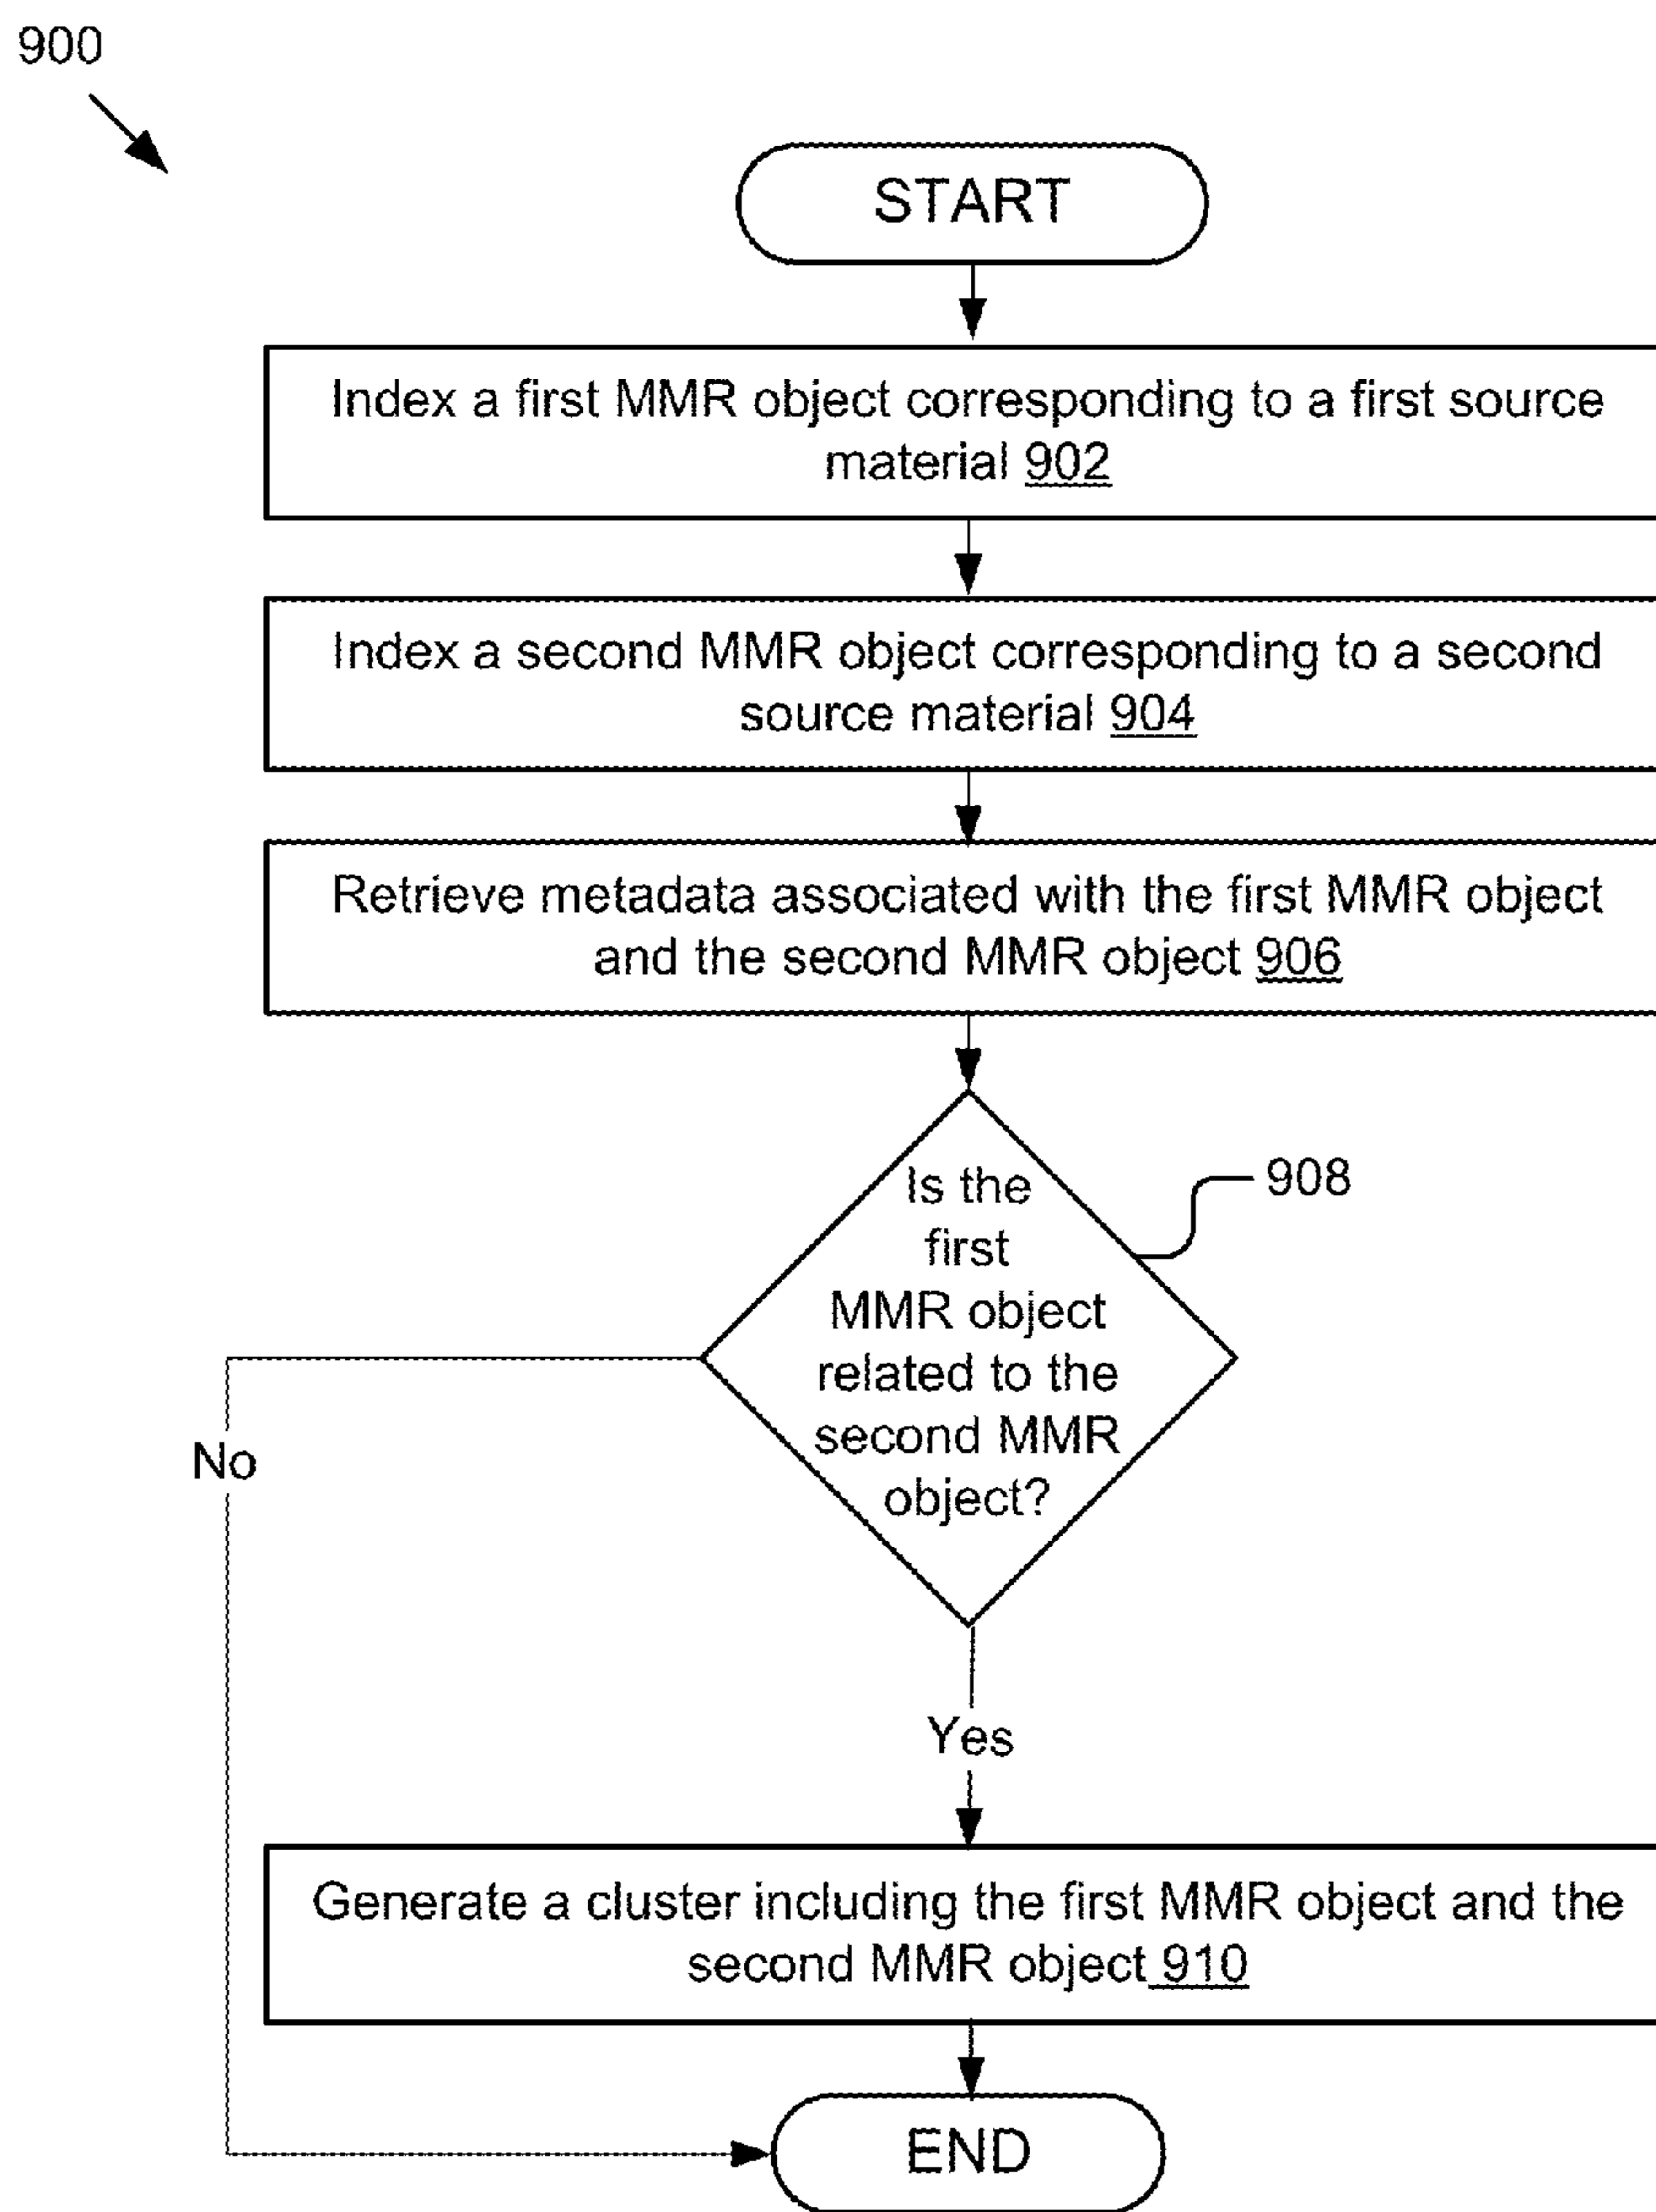 900
START
Index a first MMR object corresponding to a first source
material 902
Index a second MMR object corresponding to a second
source material 904
Retrieve metadata associated with the first MMR object
and the second MMR object 906
Is the
first
MMR object
related to the
second MMR
object?
908
No
Yes
Generate a cluster including the first MMR object and the
second MMR object 910
END